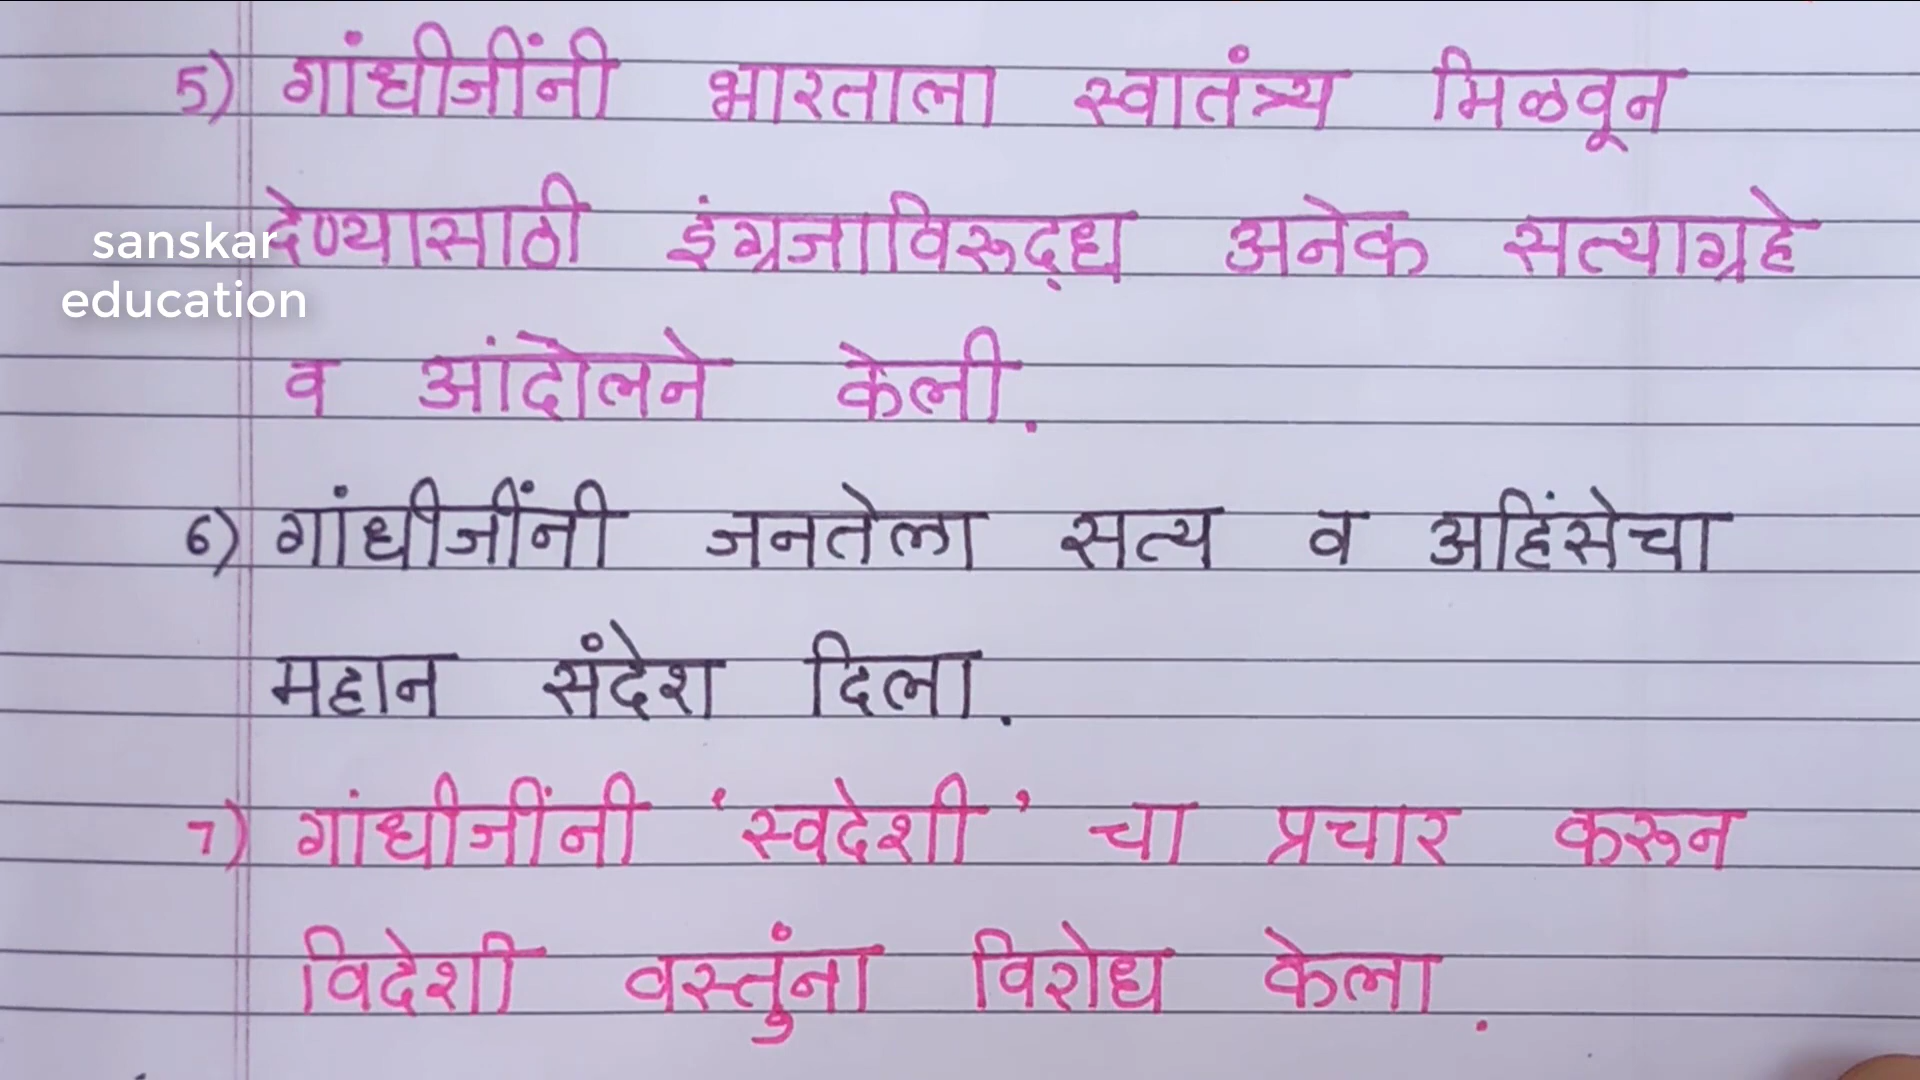 5) गांधीजींनी भारताला स्वातंत्र्य मिळवून
देण्यासाठी इंग्रजाविरूद्ध अनेक सत्याग्रहे
व आंदोलने केली.
6) गांधीजींनी जनतेला सत्य व अहिंसेचा
महान संदेश दिला.
7) गांधीजींनी 'स्वदेशी' चा प्रचार करून
विदेशी वस्तुंना विरोध केला.
sanskar
education